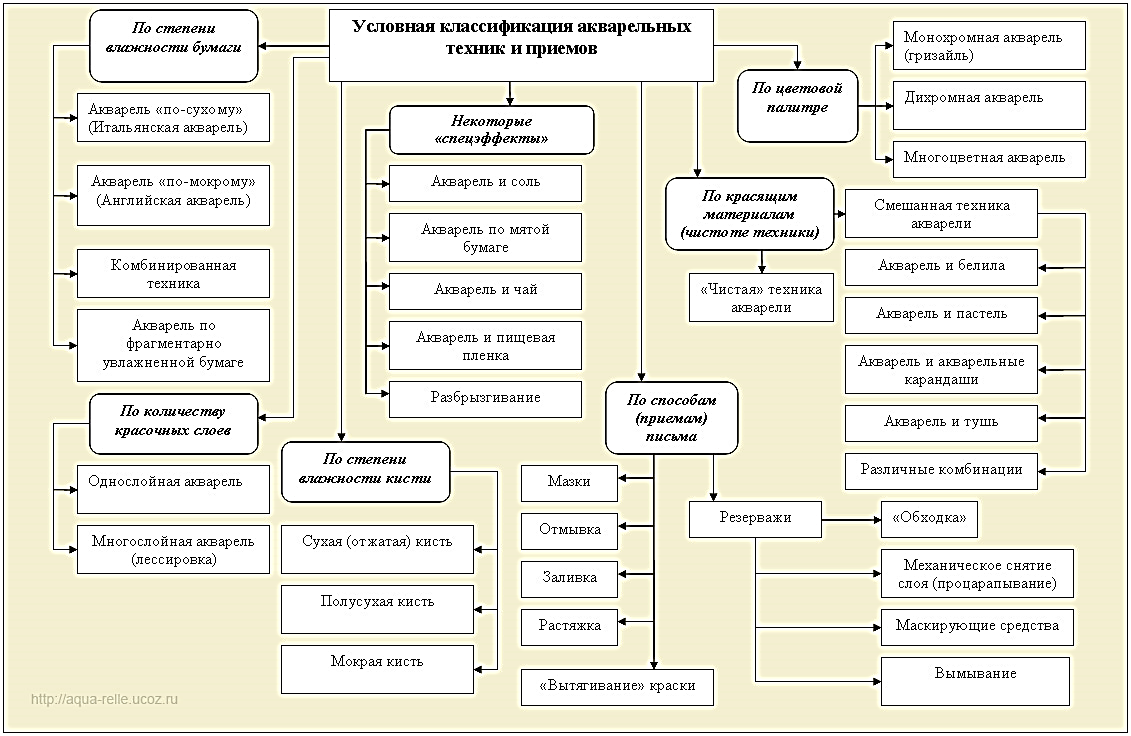 Условная классификация акварельных
техник и приемов
По степени
влажности бумаги
Акварель «по-сухому»
(Итальянская акварель)
Акварель «по-мокрому»
(Английская акварель)
Комбинированная
техника
Акварель по
фрагментарно
увлажненной бумаге
По количеству
красочных слоев
Однослойная акварель
Многослойная акварель
(лессировка)
По степени
влажности кисти
Сухая (отжатая) кисть
Полусухая кисть
Мокрая кисть
Некоторые
«спецэффекты»
Акварель и соль
Акварель по мятой
бумаге
Акварель и чай
Акварель и пищевая
пленка
Разбрызгивание
По способам
(приемам)
письма
Мазки
Отмывка
Заливка
Растяжка
«Вытягивание» краски
Резерважи
«Обходка»
Механическое снятие
слоя (процарапывание)
Маскирующие средства
Вымывание
По красящим
материалам
(чистоте техники)
«Чистая» техника
акварели
Смешанная техника
акварели
Акварель и белила
Акварель и пастель
Акварель и акварельные
карандаши
Акварель и тушь
Различные комбинации
По цветовой
палитре
Монохромная акварель
(гризайль)
Дихромная акварель
Многоцветная акварель
http://aqua-relle.ucoz.ru